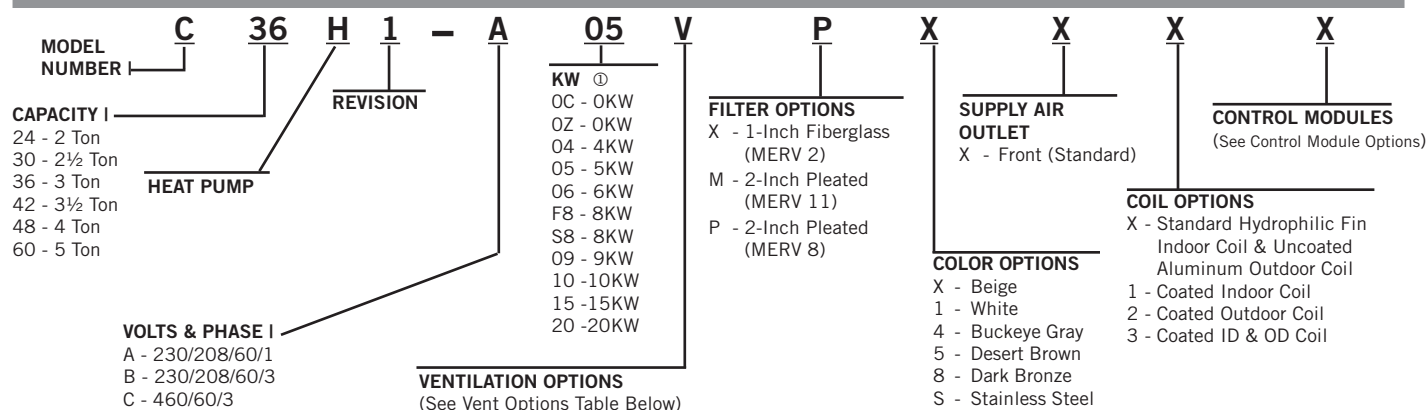 C 36 H 1 – A 05 V P X X X X
MODEL
NUMBER
CAPACITY
24 - 2 Ton
30 - 2½ Ton
36 - 3 Ton
42 - 3½ Ton
48 - 4 Ton
60 - 5 Ton
HEAT PUMP
REVISION
VOLTS & PHASE
A - 230/208/60/1
B - 230/208/60/3
C - 460/60/3
KW ①
0C - 0KW
0Z - 0KW
04 - 4KW
05 - 5KW
06 - 6KW
F8 - 8KW
S8 - 8KW
09 - 9KW
10 -10KW
15 -15KW
20 -20KW
VENTILATION OPTIONS
(See Vent Options Table Below)
FILTER OPTIONS
X - 1-Inch Fiberglass
(MERV 2)
M - 2-Inch Pleated
(MERV 11)
P - 2-Inch Pleated
(MERV 8)
COLOR OPTIONS
X - Beige
1 - White
4 - Buckeye Gray
5 - Desert Brown
8 - Dark Bronze
S - Stainless Steel
SUPPLY AIR
OUTLET
X - Front (Standard)
COIL OPTIONS
X - Standard Hydrophilic Fin
Indoor Coil & Uncoated
Aluminum Outdoor Coil
1 - Coated Indoor Coil
2 - Coated Outdoor Coil
3 - Coated ID & OD Coil
CONTROL MODULES
(See Control Module Options)